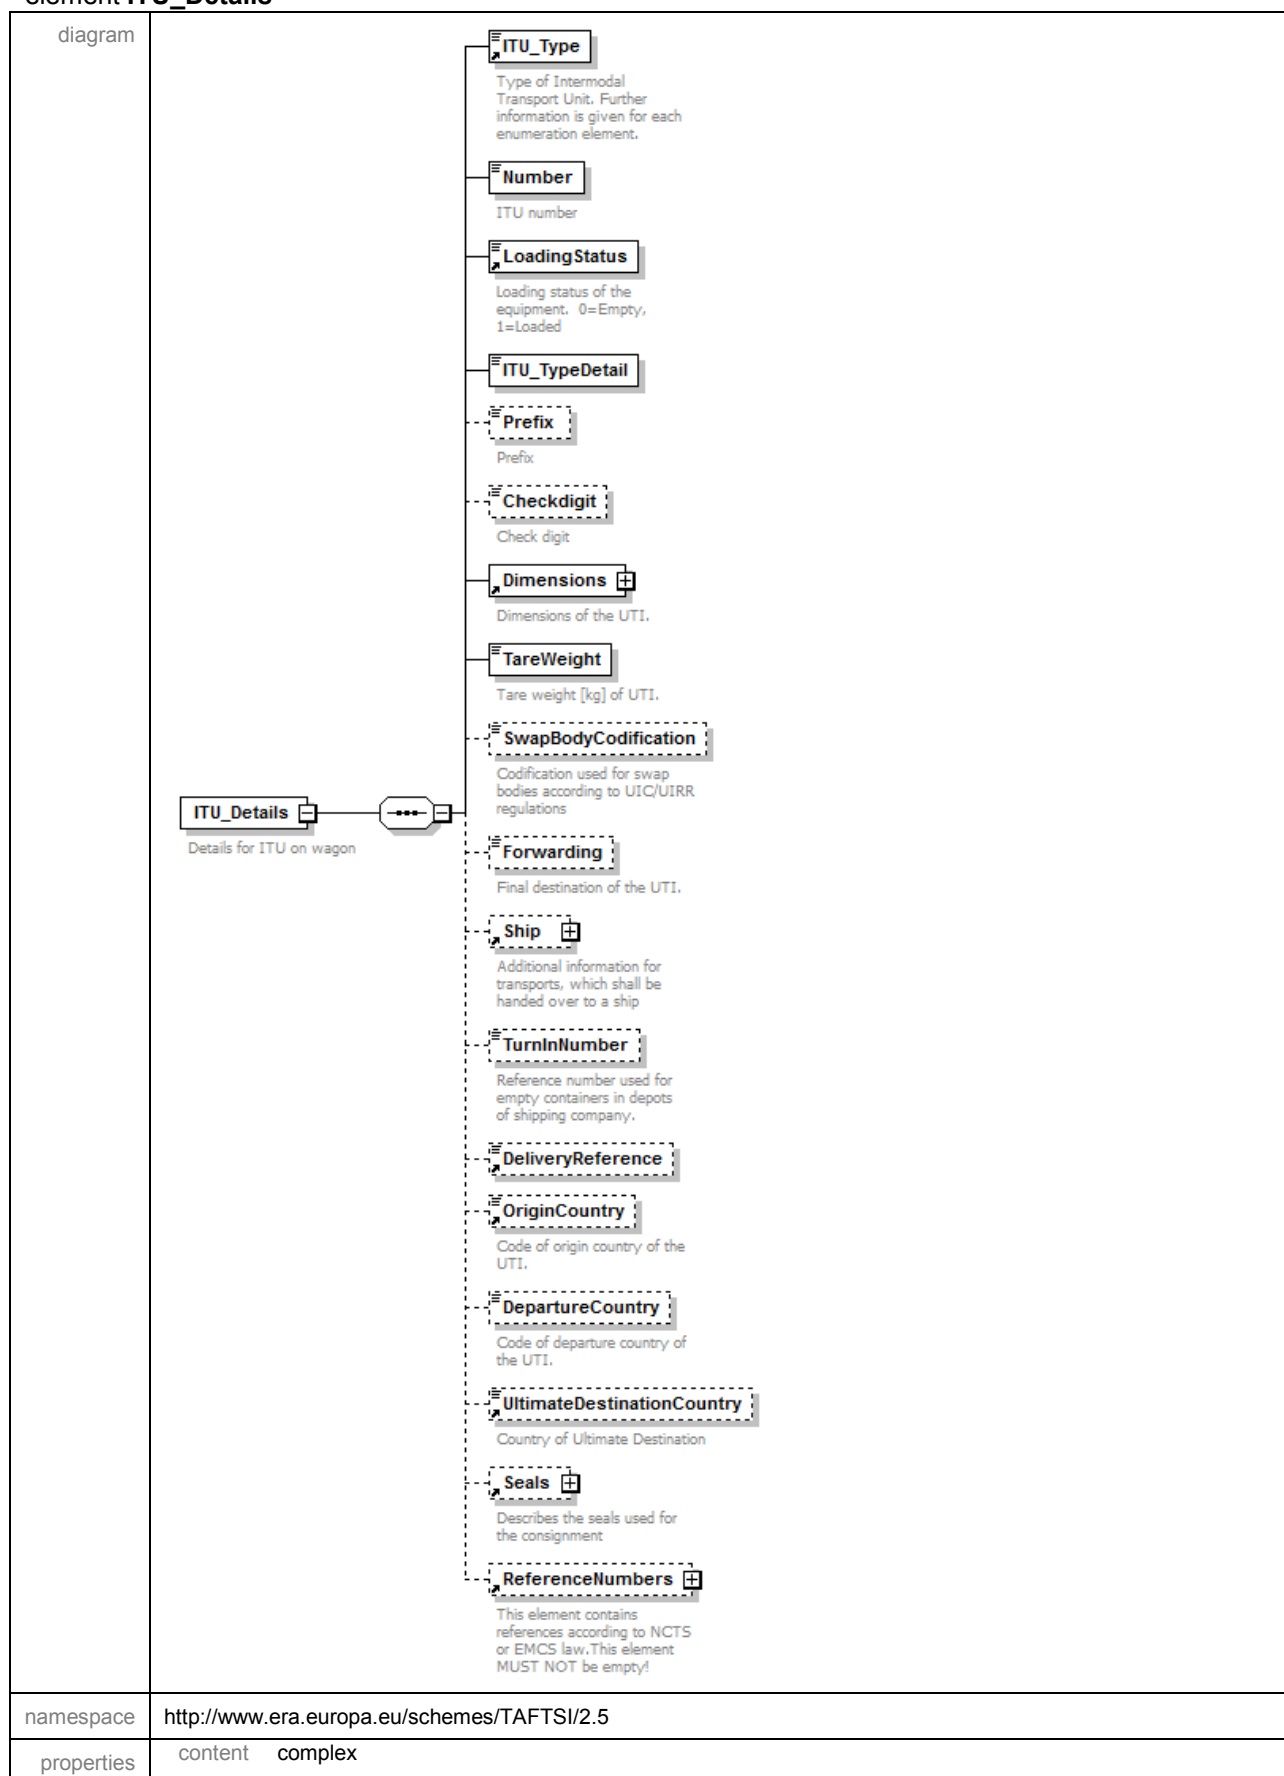 element ITU_Details
diagram
ITU_Type
Type of Intermodal
Transport Unit. Further
information is given for each
enumeration element.
Number
ITU number
LoadingStatus
Loading status of the
equipment.  0=Empty,
1=Loaded
ITU_TypeDetail
Prefix
Prefix
Checkdigit
Check digit
Dimensions
Dimensions of the UTI.
TareWeight
Tare weight [kg] of UTI.
SwapBodyCodification
Codification used for swap
bodies according to UIC/UIRR
regulations
ITU_Details
Details for ITU on wagon
Forwarding
Final destination of the UTI.
Ship
Additional information for
transports, which shall be
handed over to a ship
TurnInNumber
Reference number used for
empty containers in depots
of shipping company.
DeliveryReference
OriginCountry
Code of origin country of the
UTI.
DepartureCountry
Code of departure country of
the UTI.
UltimateDestinationCountry
Country of Ultimate Destination
Seals
Describes the seals used for
the consignment
ReferenceNumbers
This element contains
references according to NCTS
or EMCS law.This element
MUST NOT be empty!
namespace http://www.era.europa.eu/schemes/TAFTSI/2.5
properties content complex